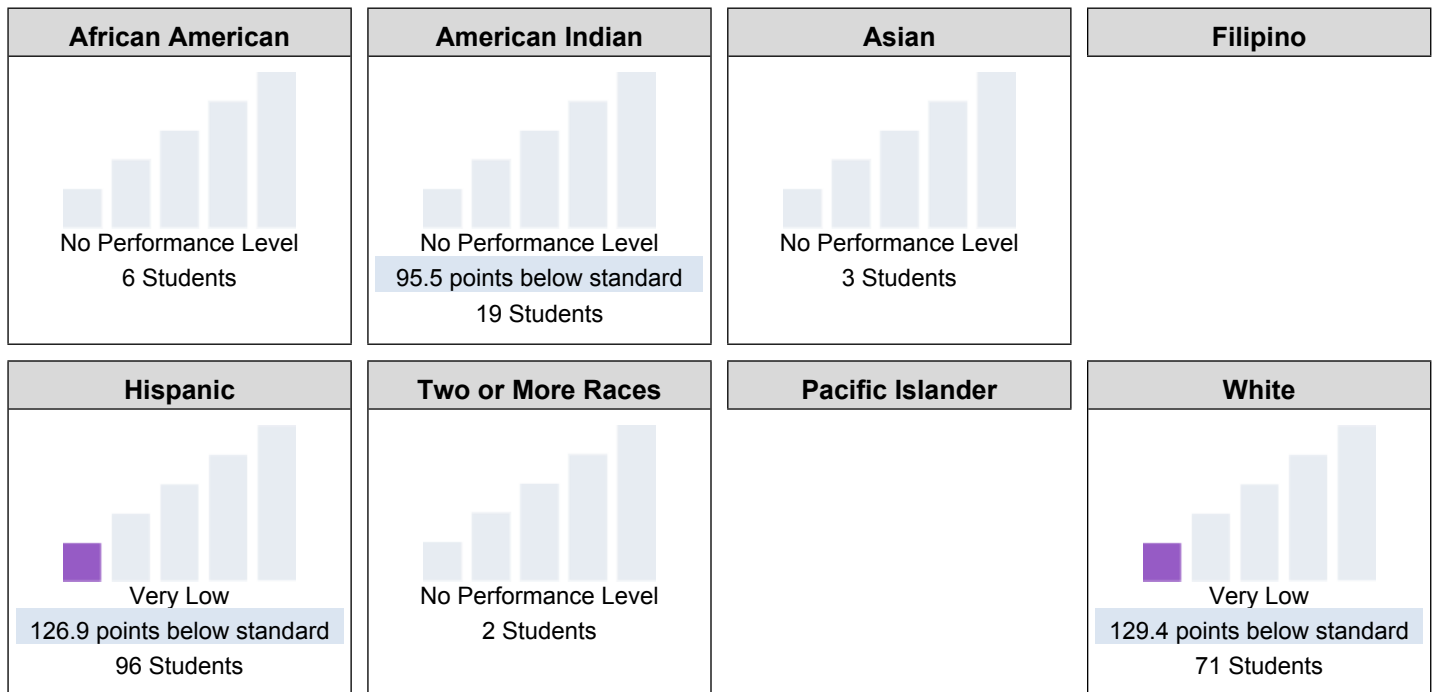 African American
No Performance Level
6 Students
American Indian
No Performance Level
95.5 points below standard
19 Students
Asian
No Performance Level
3 Students
Filipino
Hispanic
Very Low
126.9 points below standard
96 Students
Two or More Races
No Performance Level
2 Students
Pacific Islander
White
Very Low
129.4 points below standard
71 Students